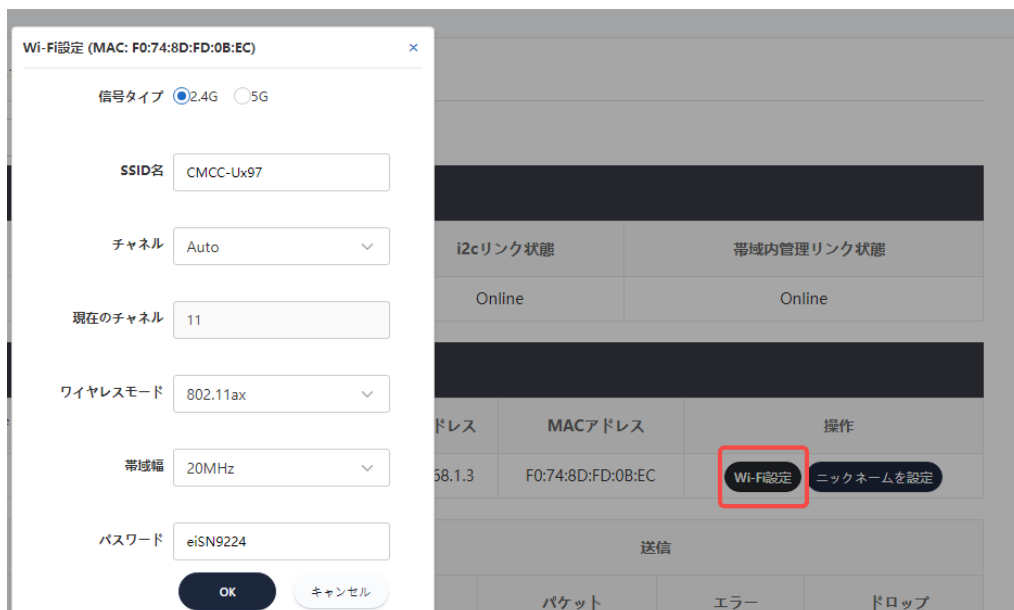 Wi-Fi設定 (MAC: F0:74:8D:FD:0B:EC) ×
信号タイプ 2.4G 5G
SSID名 CMCC-Ux97
チャネル Auto
現在のチャネル 11
ワイヤレスモード 802.11ax
帯域幅 20MHz
パスワード eiSN9224
OK キャンセル
i2cリンク状態 帯域内管理リンク状態
Online Online
ドレス MACアドレス 操作
68.1.3 F0:74:8D:FD:0B:EC Wi-Fi設定 ニックネームを設定
送信
パケット エラー ドロップ